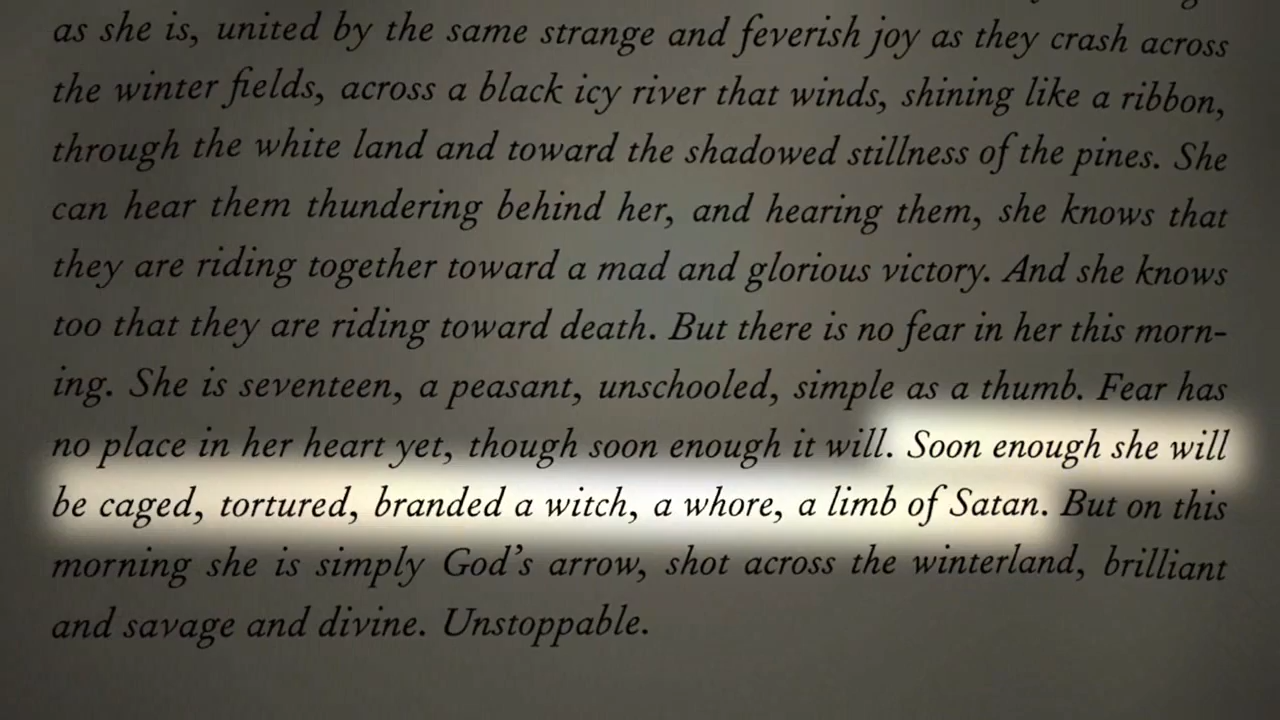 as she is, united by the same strange and feverish joy as they crash across
the winter fields, across a black icy river that winds, shining like a ribbon,
through the white land and toward the shadowed stillness of the pines. She
can hear them thundering behind her, and hearing them, she knows that
they are riding together toward a mad and glorious victory. And she knows
too that they are riding toward death. But there is no fear in her this morn-
ing. She is seventeen, a peasant, unschooled, simple as a thumb. Fear has
no place in her heart yet, though soon enough it will. Soon enough she will
be caged, tortured, branded a witch, a whore, a limb of Satan. But on this
morning she is simply God’s arrow, shot across the winterland, brilliant
and savage and divine. Unstoppable.